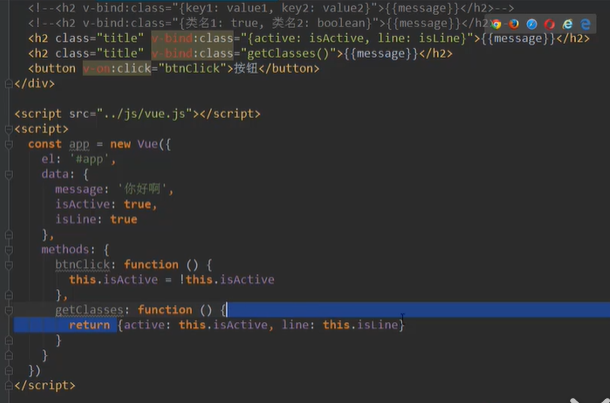 <!--<h2 v-bind:class="{key1: value1, key2: value2}">{{message}}</h2>-->
<!--<h2 v-bind:class="{类名1: true, 类名2: boolean}">{{message}}</h2>
<h2 class="title" v-bind:class="{active: isActive, line: isLine}">{{message}}</h2>
<h2 class="title" v-bind:class="getClasses()">{{message}}</h2>
<button v-on:click="btnClick">按钮</button>
</div>
<script src="../js/vue.js"></script>
<script>
const app = new Vue({
el: '#app',
data: {
message: '你好啊',
isActive: true,
isLine: true
},
methods: {
btnClick: function () {
this.isActive = !this.isActive
},
getClasses: function () {
return {active: this.isActive, line: this.isLine}
}
}
})
</script>